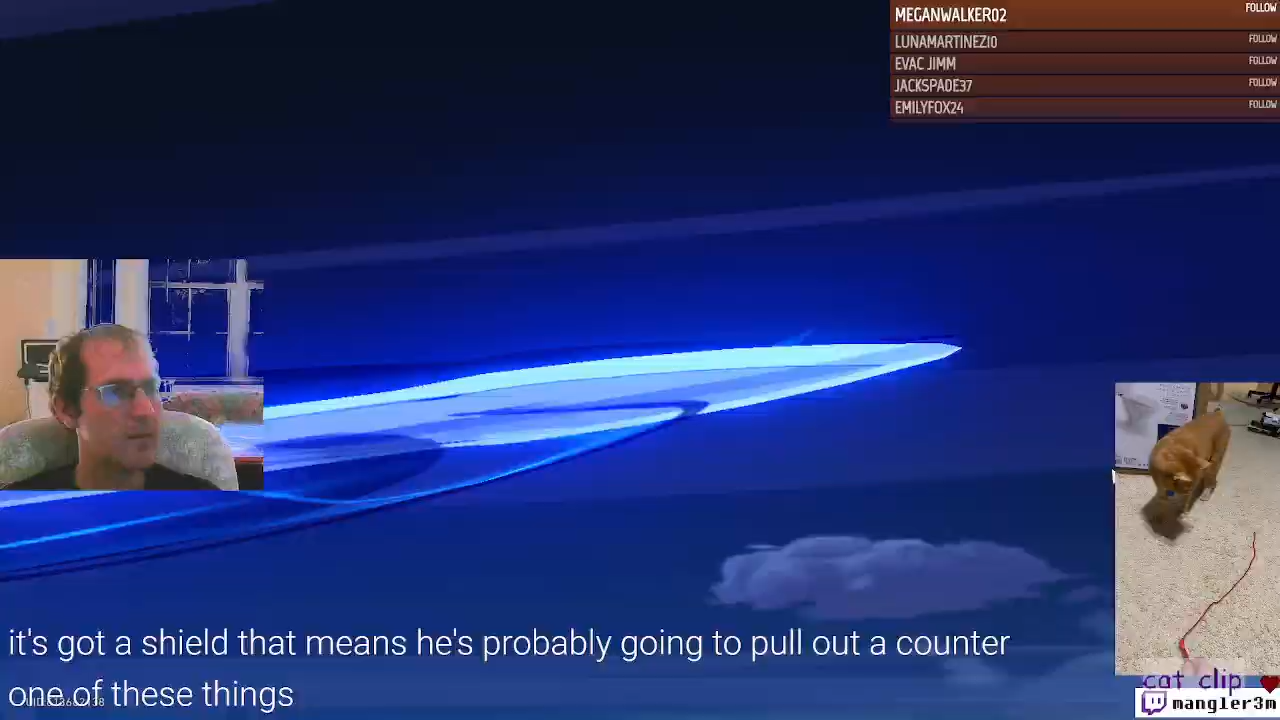 MEGANWALKER02 FOLLOW
LUNAMARTINEZ10 FOLLOW
EVAC JIMM FOLLOW
JACKSPADE37 FOLLOW
EMILYFOX24 FOLLOW
it's got a shield that means he's probably going to pull out a counter
one of these things
cat clip
mangler3m